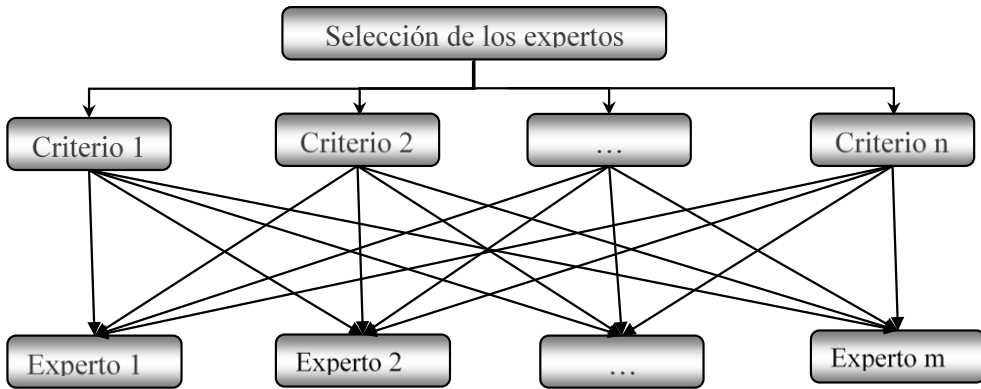 Selección de los expertos
Criterio 1
Criterio 2
…
Criterio n
Experto 1
Experto 2
…
Experto m